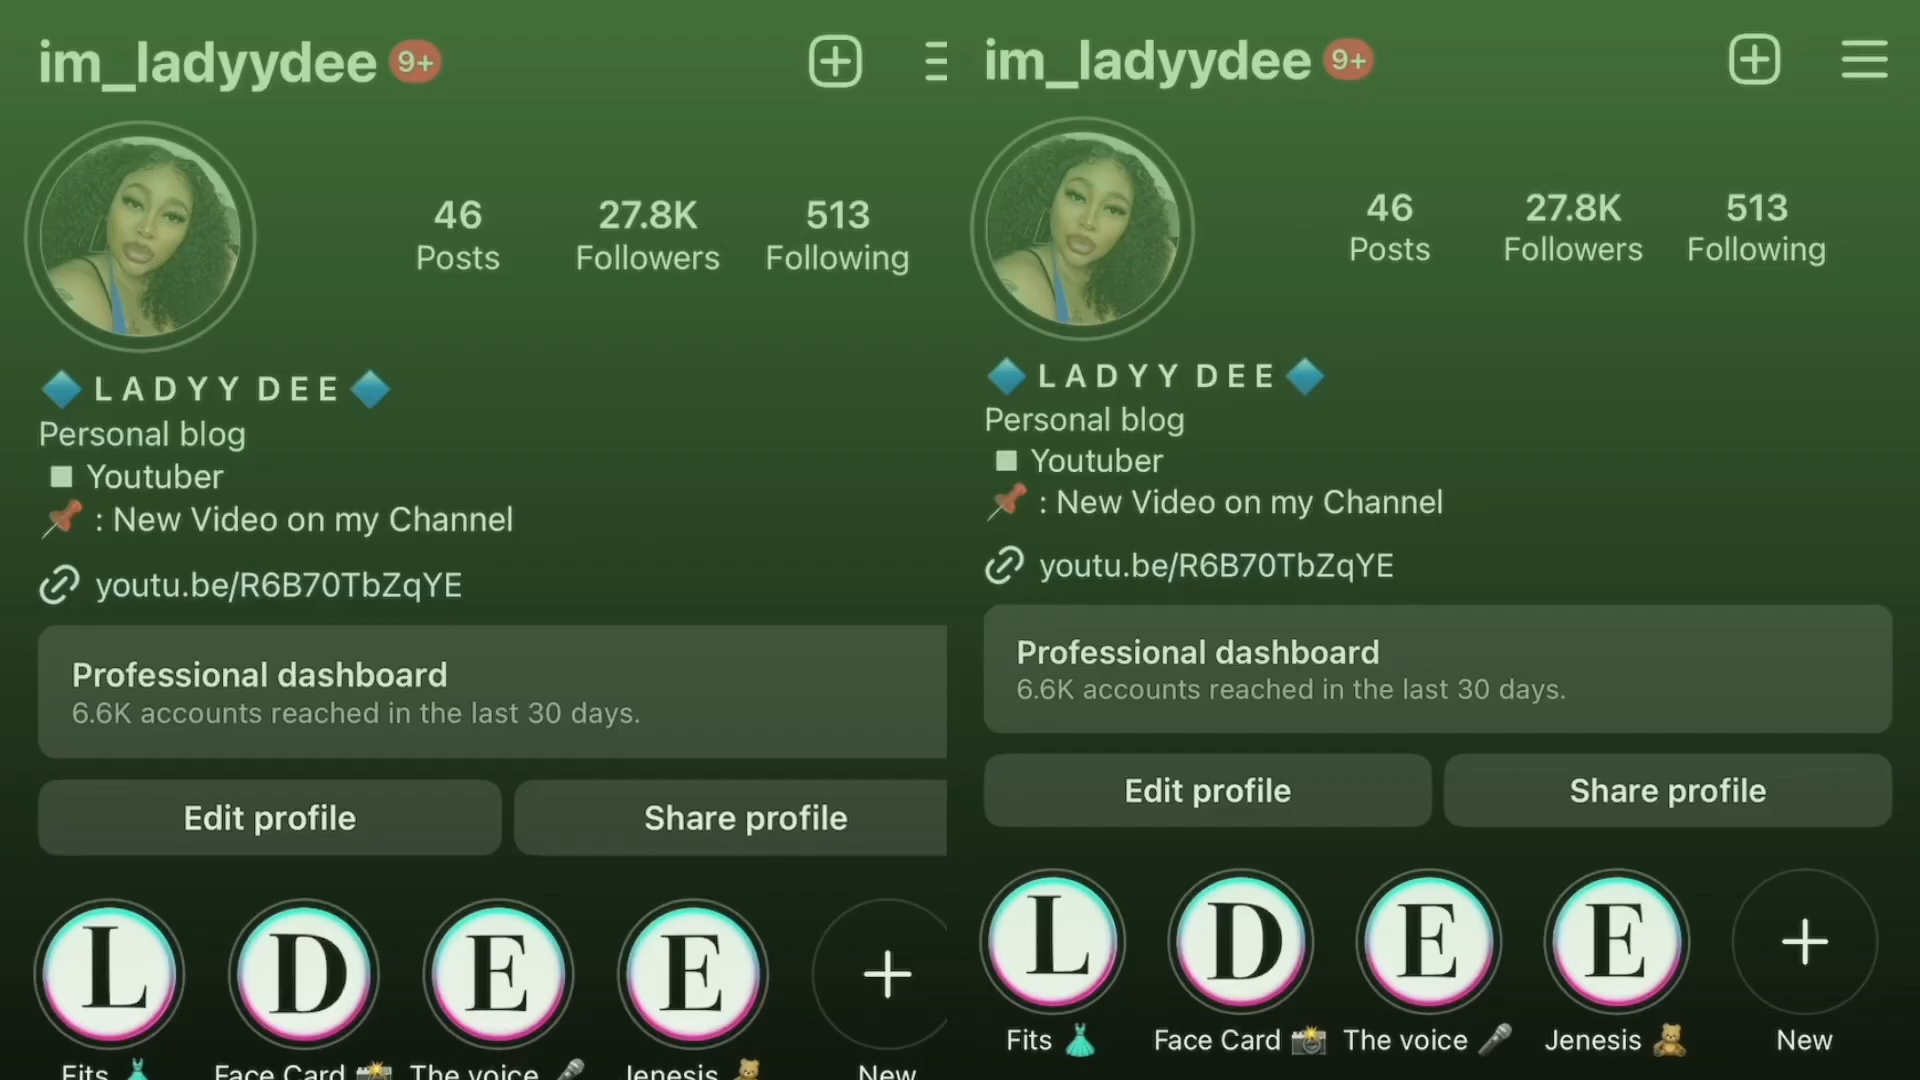 im_ladyydee 9+
46 27.8K 513
Posts Followers Following
L A D Y Y D E E
Personal blog
Youtuber
: New Video on my Channel
youtu.be/R6B70TbZqYE
Professional dashboard
6.6K accounts reached in the last 30 days.
Edit profile Share profile
L D E E
Fits Face Card The voice Jenesis New
im_ladyydee 9+
46 27.8K 513
Posts Followers Following
L A D Y Y D E E
Personal blog
Youtuber
: New Video on my Channel
youtu.be/R6B70TbZqYE
Professional dashboard
6.6K accounts reached in the last 30 days.
Edit profile Share profile
L D E E
Fits Face Card The voice Jenesis New